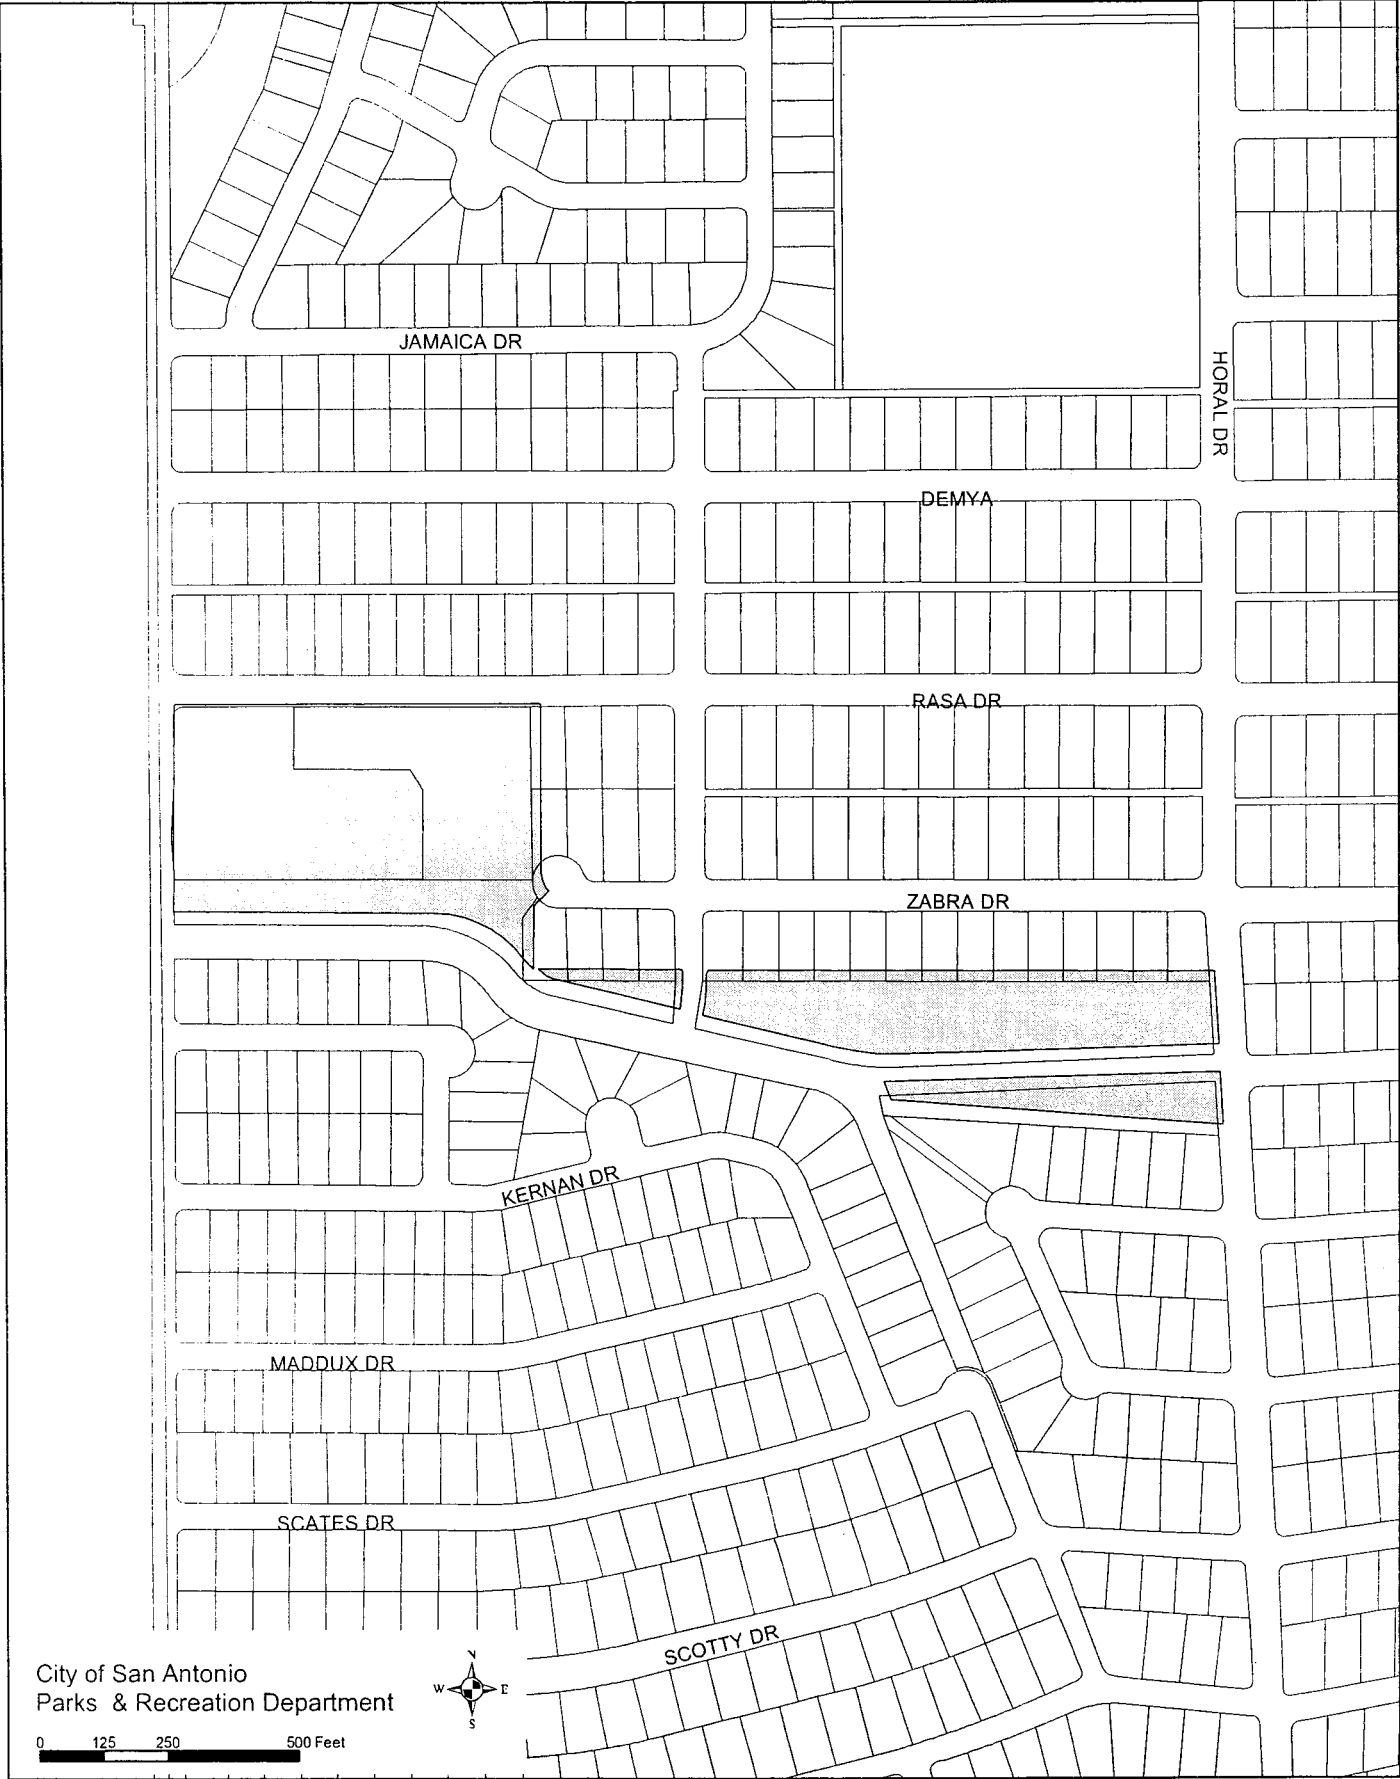 JAMAICA DR
HORAL DR
DEMYA
RASA DR
ZABRA DR
KERNAN DR
MADDUX DR
SCATES DR
SCOTTY DR
City of San Antonio
Parks & Recreation Department
N
W E
S
0 125 250 500 Feet